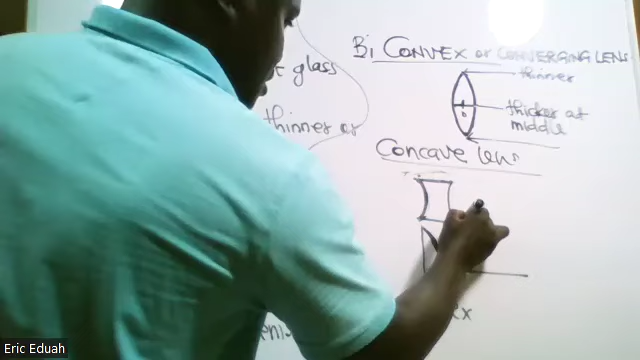 Bi CONVEX or CONVERGING LENS
thinner
glass
thicker at
middle
thinner or
Concave lens
Eric Eduah